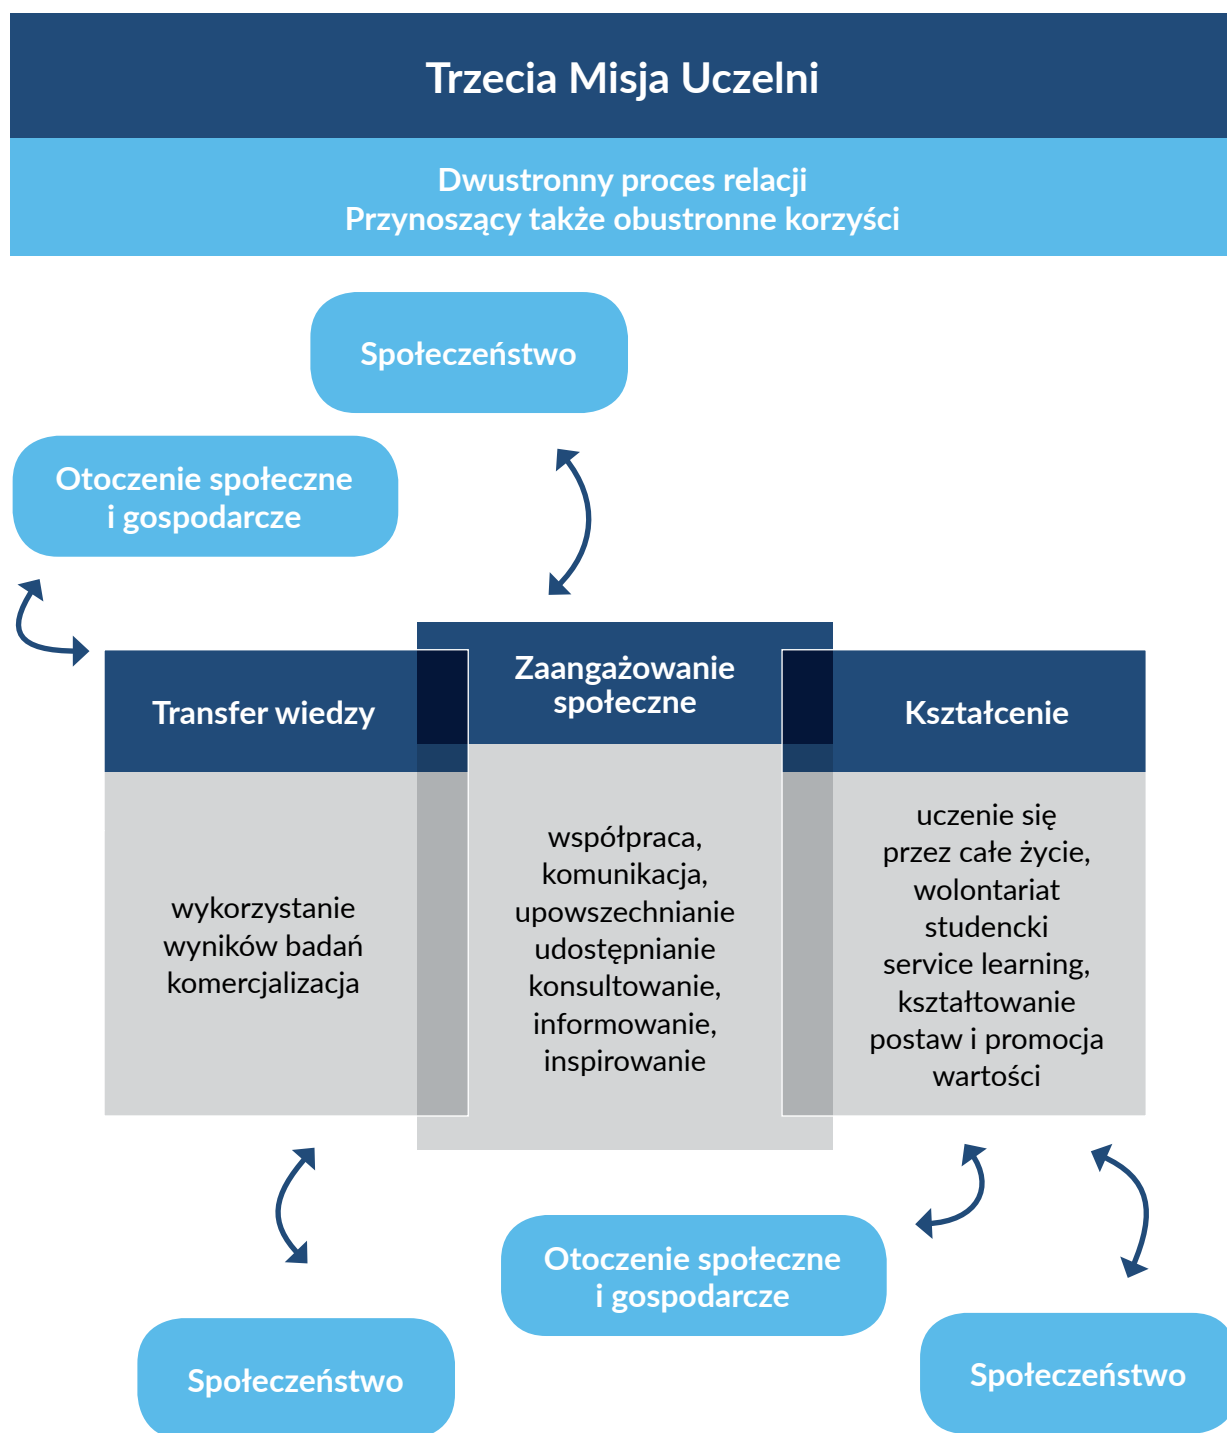 Trzecia Misja Uczelni
Dwustronny proces relacji
Przynoszący także obustronne korzyści
Społeczeństwo
Otoczenie społeczne
i gospodarcze
Transfer wiedzy
wykorzystanie
wyników badań
komercjalizacja
Zaangażowanie
społeczne
współpraca,
komunikacja,
upowszechnianie
udostępnianie
konsultowanie,
informowanie,
inspirowanie
Kształcenie
uczenie się
przez całe życie,
wolontariat
studencki
service learning,
kształtowanie
postaw i promocja
wartości
Otoczenie społeczne
i gospodarcze
Społeczeństwo
Społeczeństwo